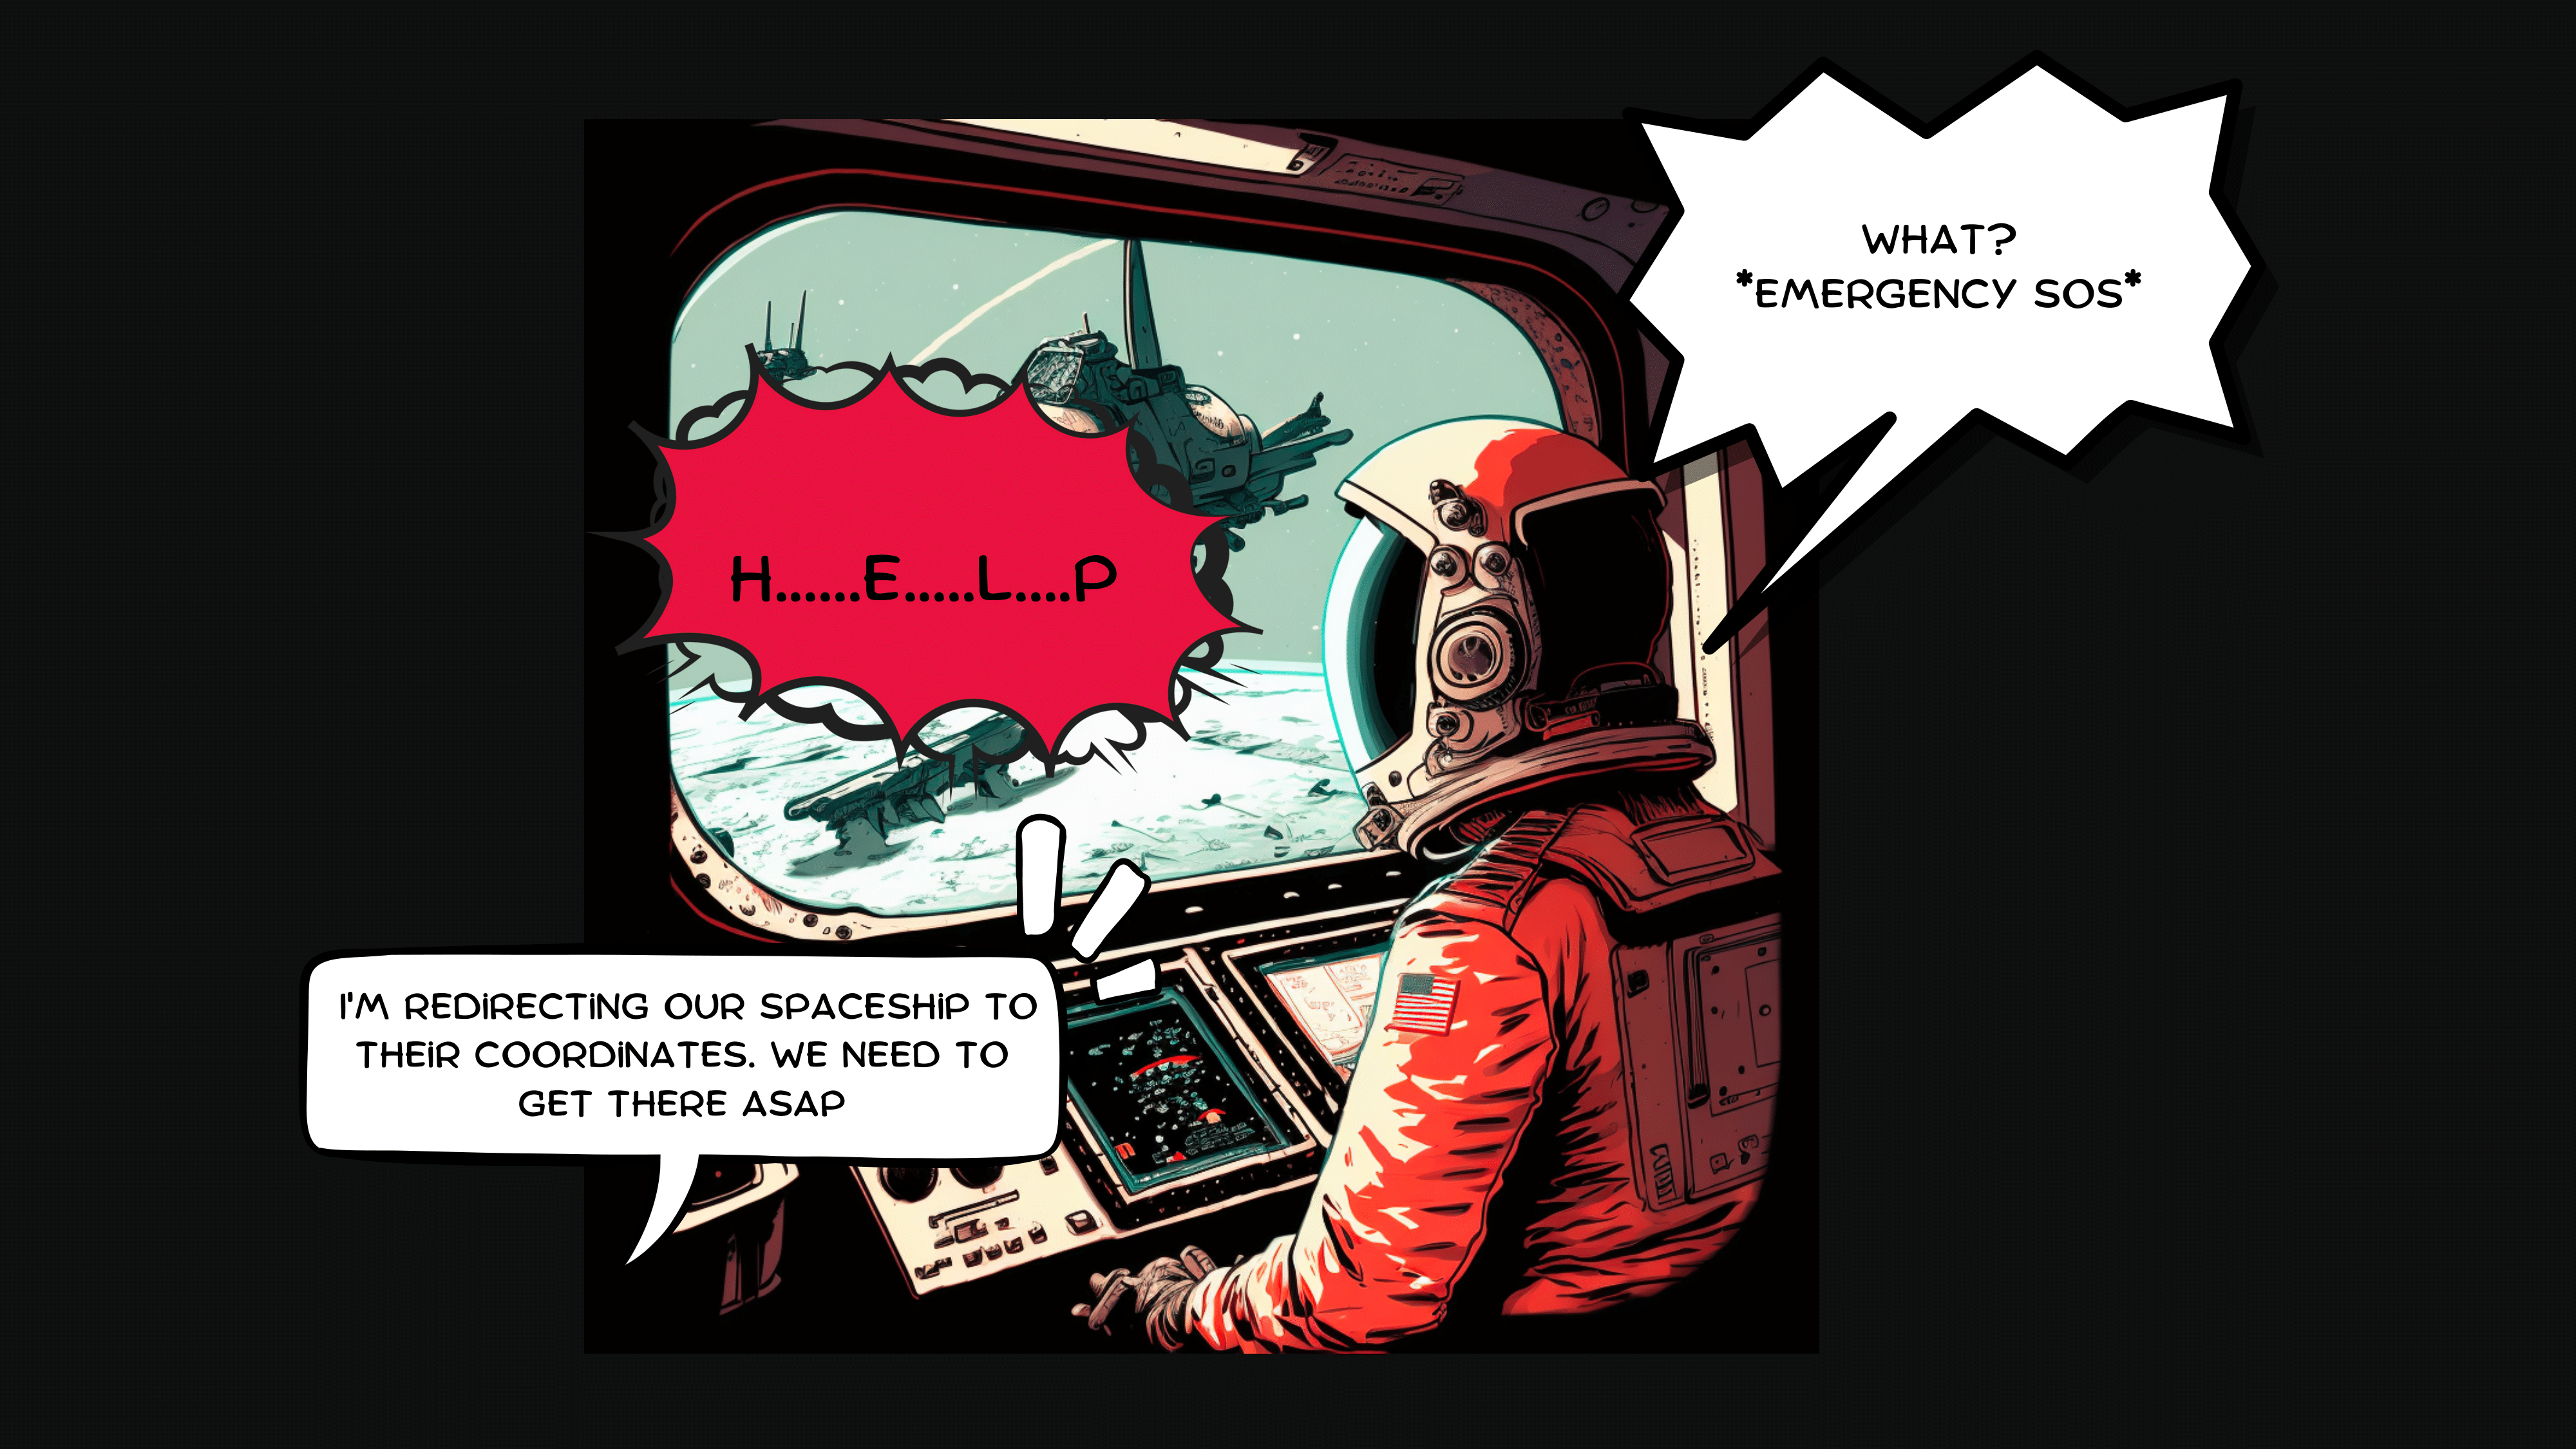 WHAT?
*EMERGENCY SOS*
H......E.....L....P
I'M REDIRECTING OUR SPACESHIP TO
THEIR COORDINATES. WE NEED TO
GET THERE ASAP